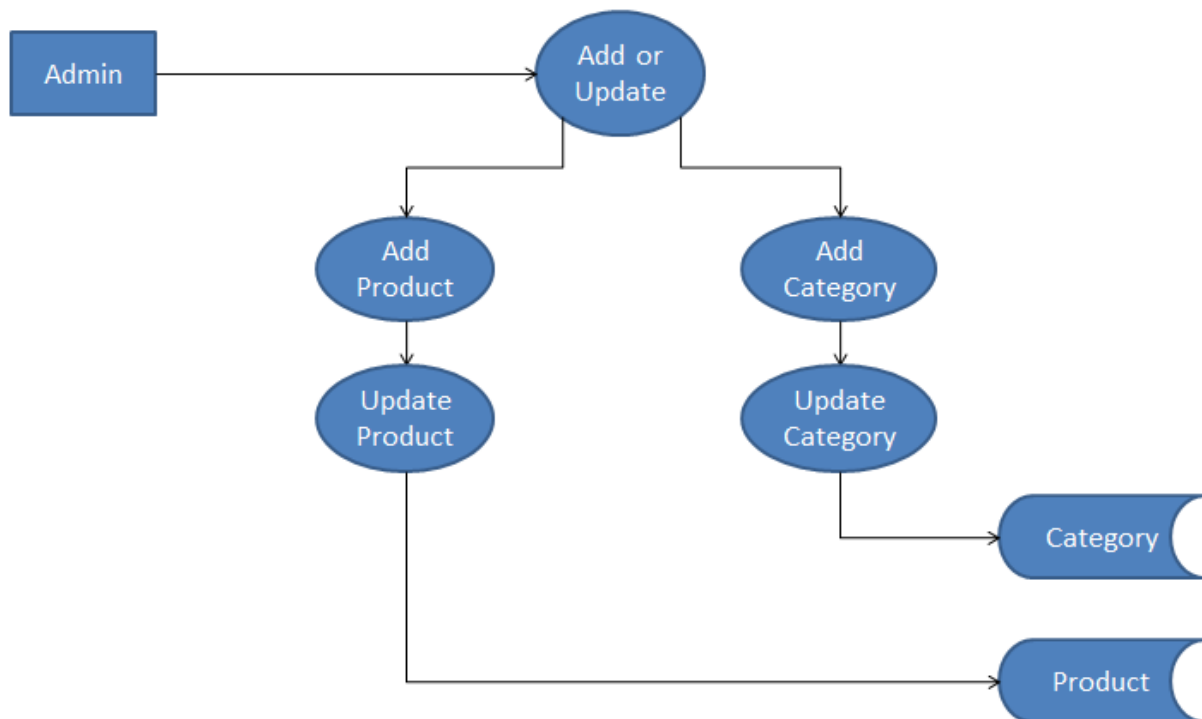 Admin
Add or
Update
Add
Product
Add
Category
Update
Product
Update
Category
Category
Product